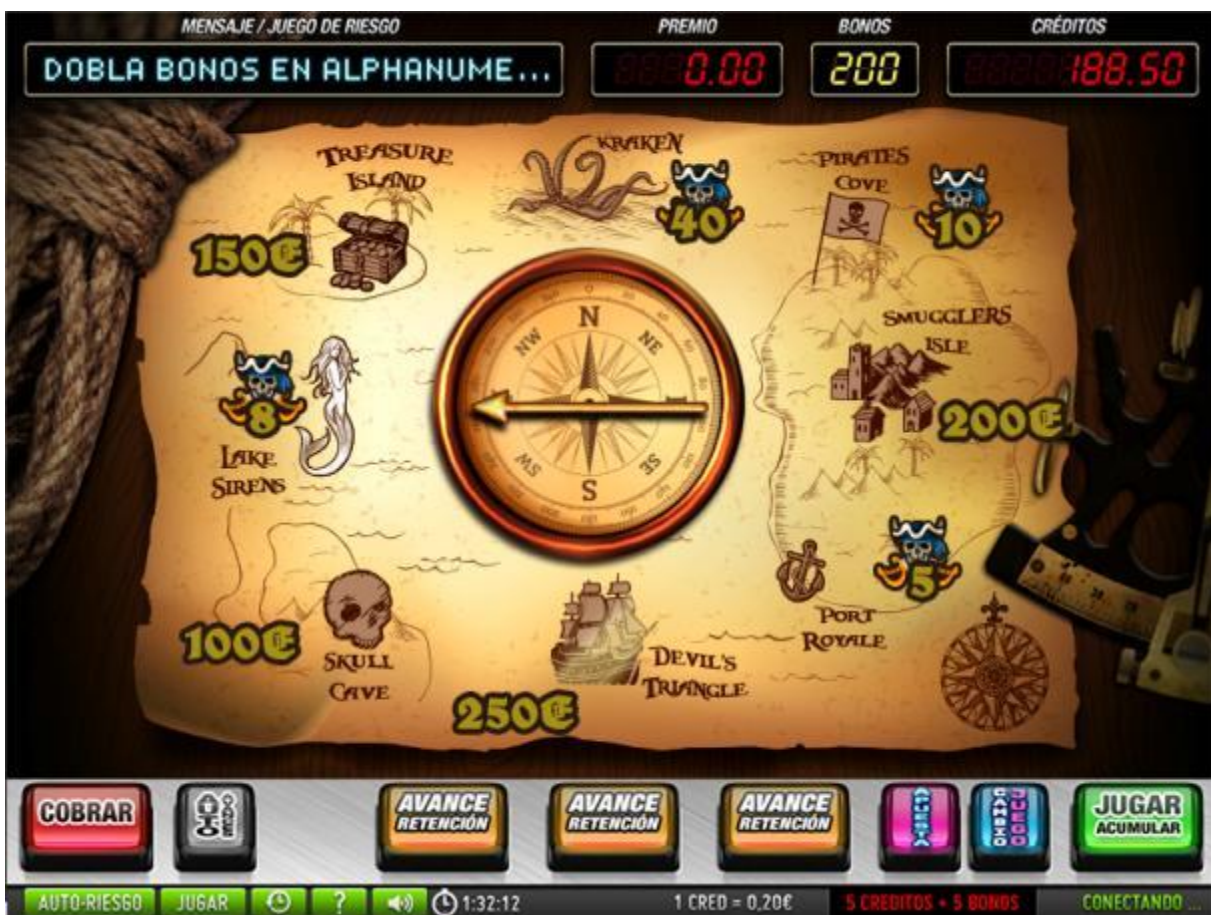 MENSAJE / JUEGO DE RIESGO
PREMIO
BONOS
CRÉDITOS
DOBLA BONOS EN ALPHANUME...
0.00
200
188.50
TREASURE
ISLAND
150€
KRAKEN
40
PIRATES
COVE
10
SMUGGLERS
ISLE
200€
8
LAKE
SIRENS
N
NE
SE
S
SW
NW
100€
SKULL
CAVE
DEVIL'S
TRIANGLE
250€
5
PORT
ROYALE
COBRAR
AUTO
AVANCE
RETENCIÓN
AVANCE
RETENCIÓN
AVANCE
RETENCIÓN
APUESTA
CAMBIO
JUEGO
JUGAR
ACUMULAR
AUTO-RIESGO
JUGAR
?
1:32:12
1 CRED = 0,20€
5 CREDITOS + 5 BONOS
CONECTANDO ...